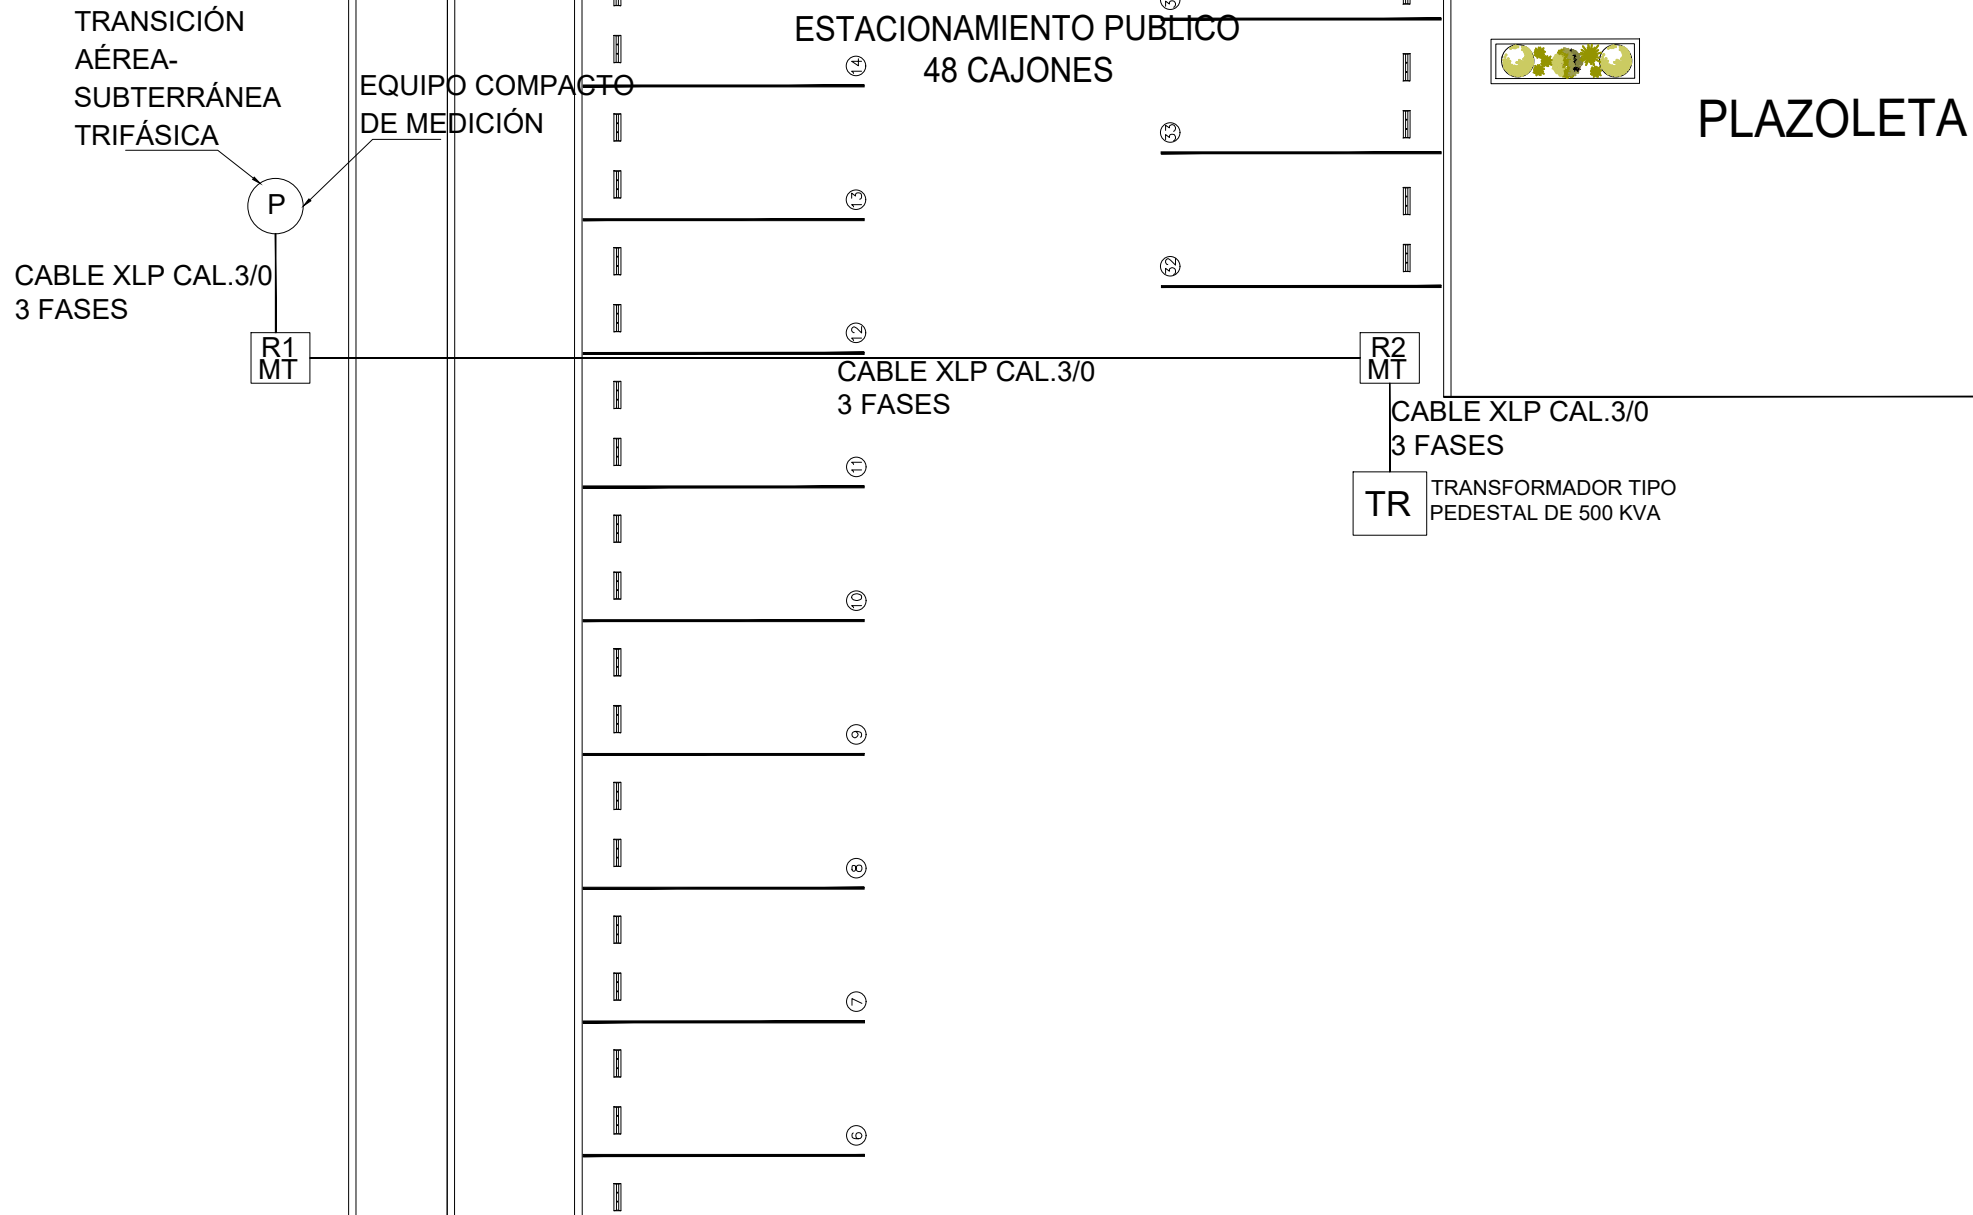 TRANSICIÓN
AÉREA-
SUBTERRÁNEA
TRIFÁSICA
EQUIPO COMPACTO
DE MEDICIÓN
ESTACIONAMIENTO PUBLICO
48 CAJONES
PLAZOLETA
P
CABLE XLP CAL.3/0
3 FASES
R1
MT
CABLE XLP CAL.3/0
3 FASES
R2
MT
CABLE XLP CAL.3/0
3 FASES
TR
TRANSFORMADOR TIPO
PEDESTAL DE 500 KVA
14
13
12
11
10
9
8
7
6
33
32